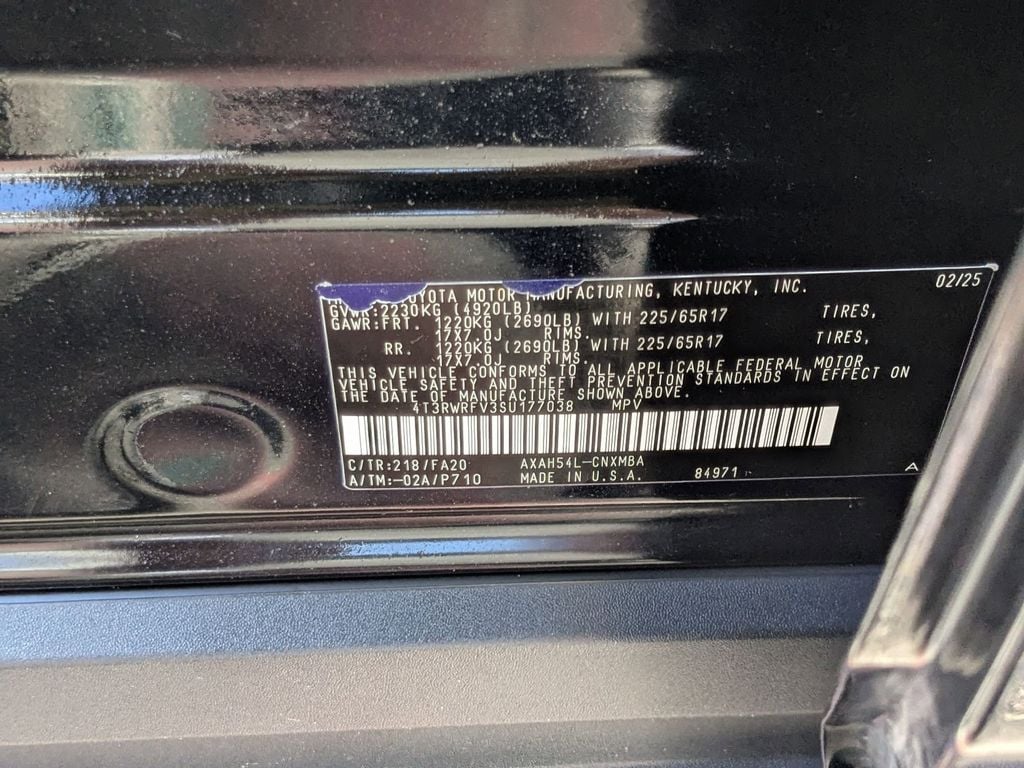 TOYOTA MOTOR MANUFACTURING, KENTUCKY, INC. 02/25
GVWR:2230KG (4920LB)
GAWR:FRT. 1220KG (2690LB) WITH 225/65R17 TIRES,
17X7.0J RIMS.
RR. 1220KG (2690LB) WITH 225/65R17 TIRES,
17X7.0J RIMS.
THIS VEHICLE CONFORMS TO ALL APPLICABLE FEDERAL MOTOR
VEHICLE SAFETY AND THEFT PREVENTION STANDARDS IN EFFECT ON
THE DATE OF MANUFACTURE SHOWN ABOVE.
4T3RWRFV3SU177038 MPV
C/TR:218/FA20 AXAH54L-CNXMBA
A/TM:-02A/P710 MADE IN U.S.A. 84971 A